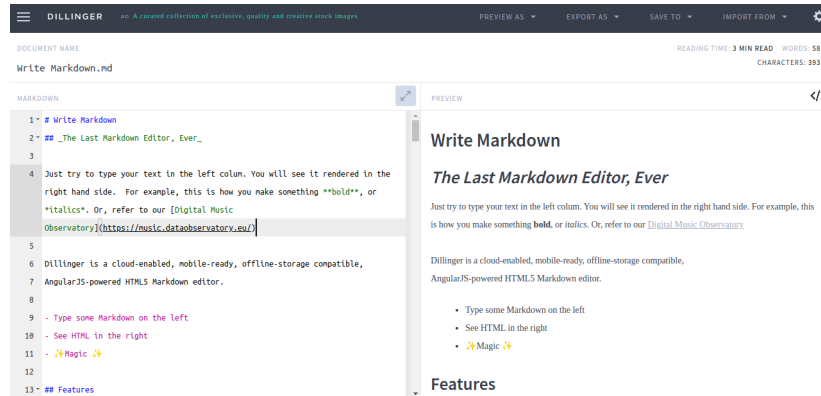 DILLINGER
AD A curated collection of exclusive, quality and creative stock images
PREVIEW AS
EXPORT AS
SAVE TO
IMPORT FROM
DOCUMENT NAME
READING TIME: 3 MIN READ WORDS: 58
Write Markdown.md
CHARACTERS: 393
MARKDOWN
PREVIEW
1 # Write Markdown
2 ## _The Last Markdown Editor, Ever_
3
4 Just try to type your text in the left colum. You will see it rendered in the
right hand side.  For example, this is how you make something **bold**, or
*italics*. Or, refer to our [Digital Music
Observatory](https://music.dataobservatory.eu/)
5
6 Dillinger is a cloud-enabled, mobile-ready, offline-storage compatible,
7 AngularJS-powered HTML5 Markdown editor.
8
9 - Type some Markdown on the left
10 - See HTML in the right
11 - ✨Magic ✨
12
13 ## Features
Write Markdown
The Last Markdown Editor, Ever
Just try to type your text in the left colum. You will see it rendered in the right hand side. For example, this
is how you make something bold, or italics. Or, refer to our Digital Music Observatory
Dillinger is a cloud-enabled, mobile-ready, offline-storage compatible,
AngularJS-powered HTML5 Markdown editor.
• Type some Markdown on the left
• See HTML in the right
• ✨Magic ✨
Features